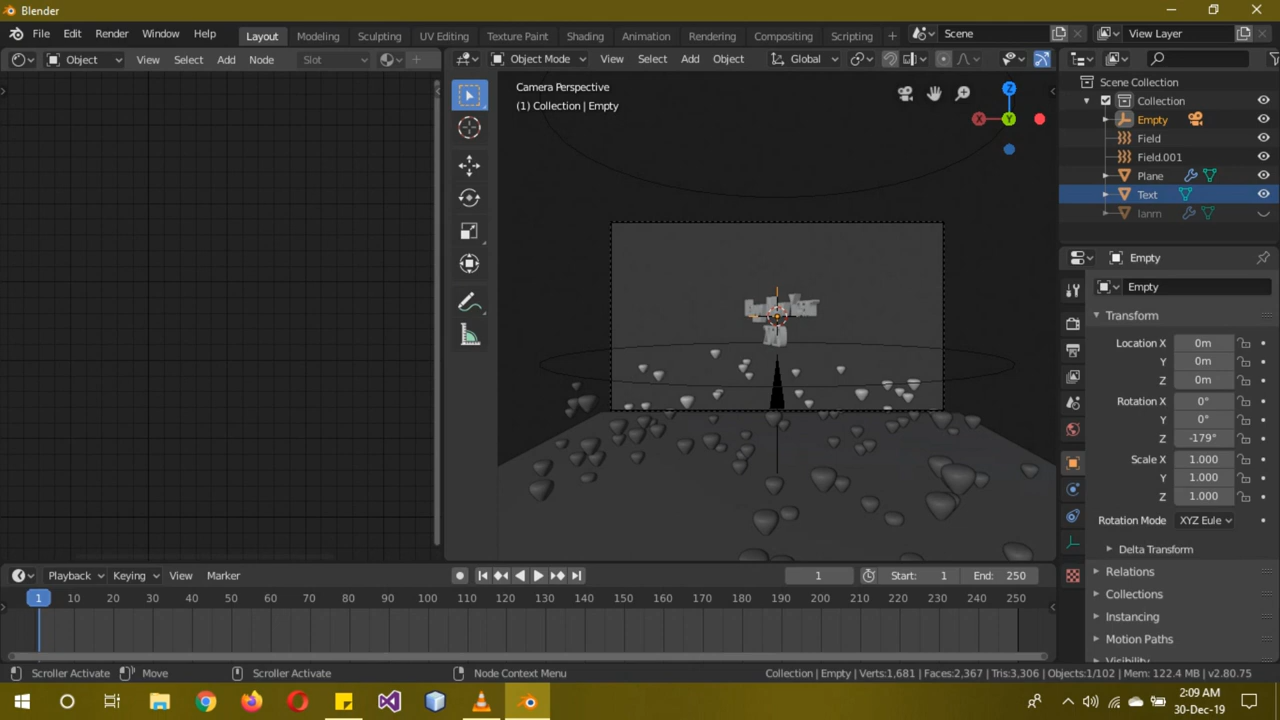 Blender
File Edit Render Window Help Layout Modeling Sculpting UV Editing Texture Paint Shading Animation Rendering Compositing Scripting + Scene View Layer
Object View Select Add Node Slot Object Mode View Select Add Object Global
Camera Perspective
(1) Collection | Empty
Z
X
Y
Scene Collection
Collection
Empty
Field
Field.001
Plane
Text
Empty
Empty
Transform
Location X 0m
Y 0m
Z 0m
Rotation X 0°
Y 0°
Z -179°
Scale X 1.000
Y 1.000
Z 1.000
Rotation Mode XYZ Eule
Delta Transform
Relations
Collections
Instancing
Motion Paths
Visibility
Playback Keying View Marker 1 Start: 1 End: 250
1 10 20 30 40 50 60 70 80 90 100 110 120 130 140 150 160 170 180 190 200 210 220 230 240 250
Scroller Activate Move Scroller Activate Node Context Menu Collection | Empty | Verts:1,681 | Faces:2,367 | Tris:3,306 | Objects:1/102 | Mem: 122.4 MB | v2.80.75
2:09 AM
30-Dec-19